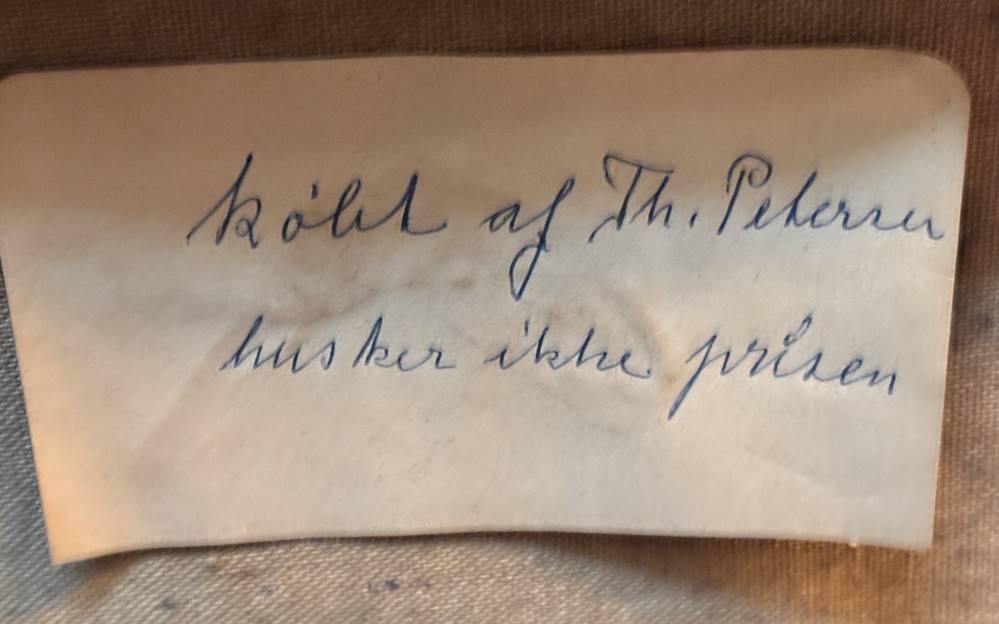 købt af Th. Petersen
husker ikke prisen